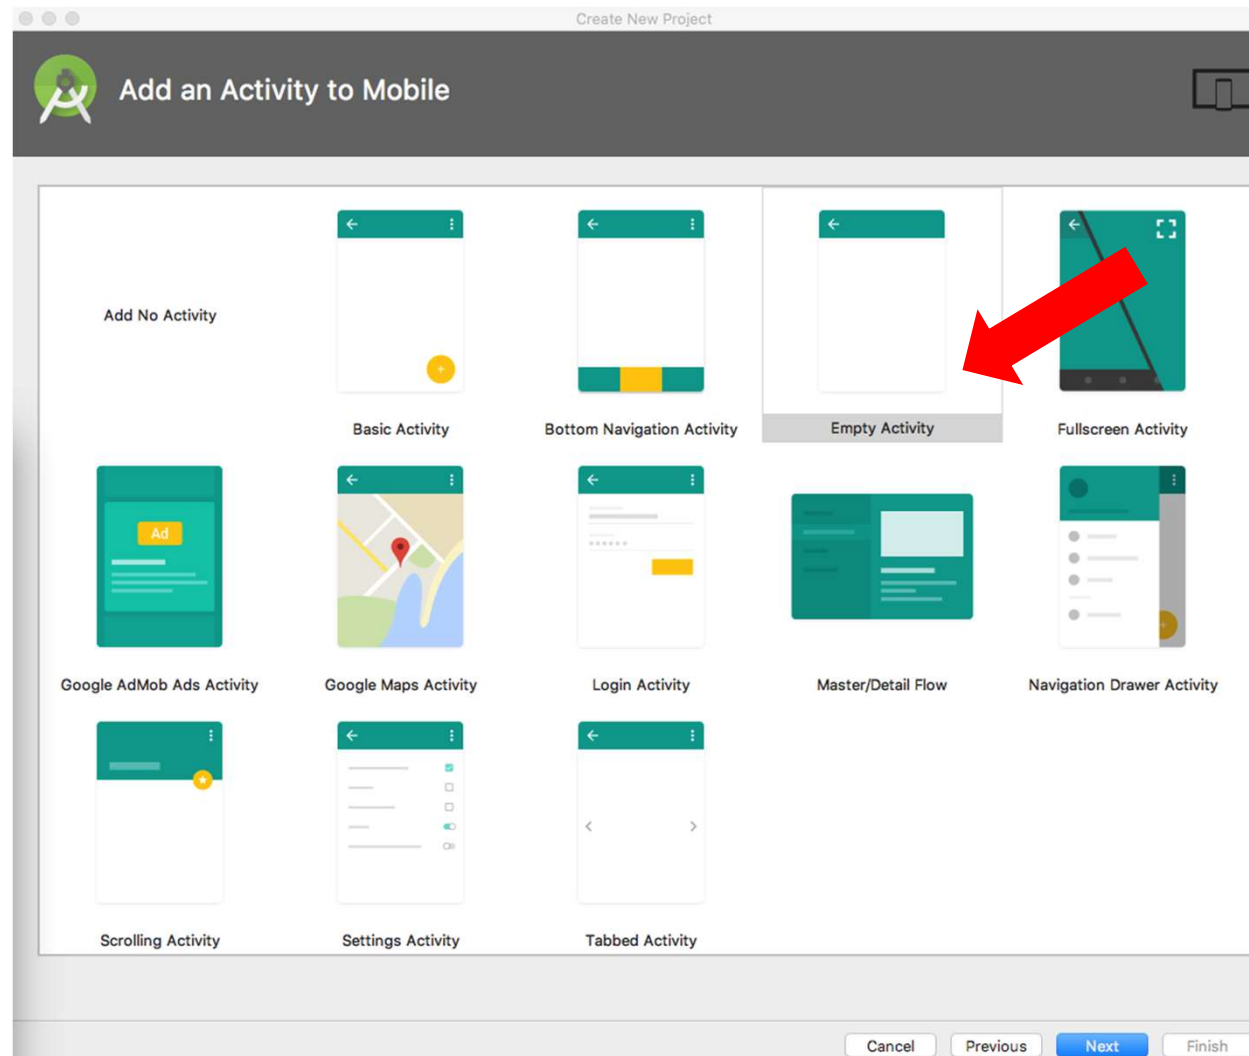 Create New Project
Add an Activity to Mobile
Add No Activity
Basic Activity
Bottom Navigation Activity
Empty Activity
Fullscreen Activity
Ad
Google AdMob Ads Activity
Google Maps Activity
Login Activity
Master/Detail Flow
Navigation Drawer Activity
Scrolling Activity
Settings Activity
Tabbed Activity
Cancel
Previous
Next
Finish